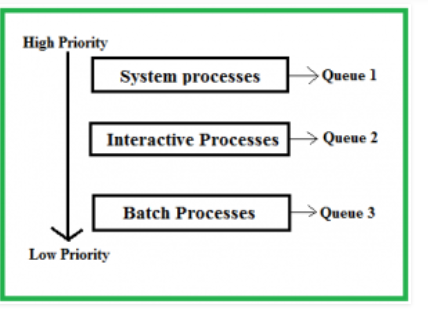 High Priority
System processes
Queue 1
Interactive Processes
Queue 2
Batch Processes
Queue 3
Low Priority